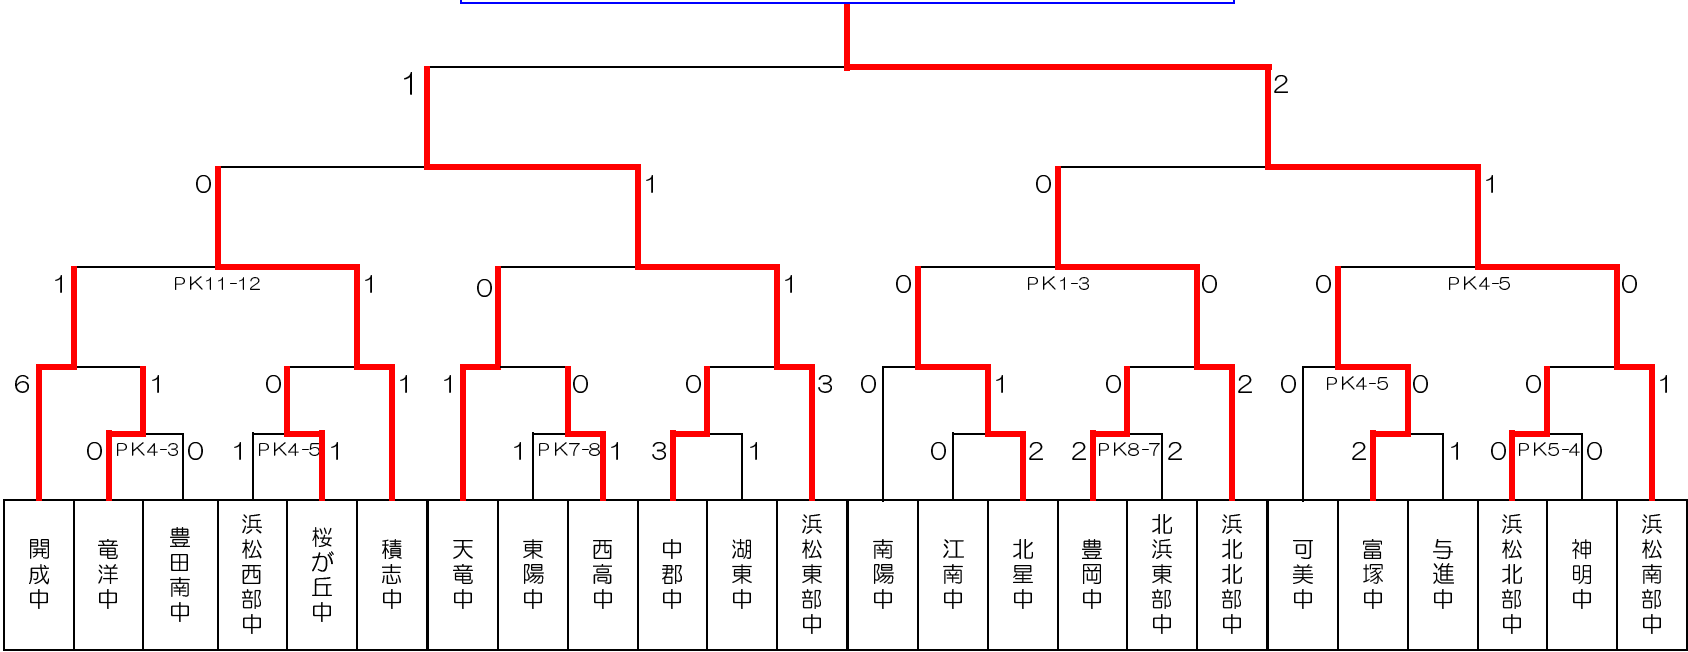 1 2
0 1 0 1
1 PK11-12 1 0 1 0 PK1-3 0 0 PK4-5 0
6 1 0 1 1 0 0 3 0 1 0 2 0 PK4-5 0 0 1
0 PK4-3 0 1 PK4-5 1 1 PK7-8 1 3 1 0 2 2 PK8-7 2 2 1 0 PK5-4 0
開成中
竜洋中
豊田南中
浜松西部中
桜が丘中
積志中
天竜中
東陽中
西高中
中郡中
湖東中
浜松東部中
南陽中
江南中
北星中
豊岡中
北浜東部中
浜北北部中
可美中
富塚中
与進中
浜松北部中
神明中
浜松南部中